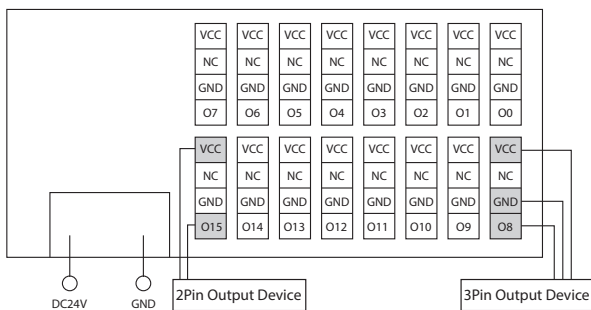 VCC VCC VCC VCC VCC VCC VCC VCC
NC NC NC NC NC NC NC NC
GND GND GND GND GND GND GND GND
O7 O6 O5 O4 O3 O2 O1 O0
VCC VCC VCC VCC VCC VCC VCC VCC
NC NC NC NC NC NC NC NC
GND GND GND GND GND GND GND GND
O15 O14 O13 O12 O11 O10 O9 O8
DC24V GND 2Pin Output Device 3Pin Output Device